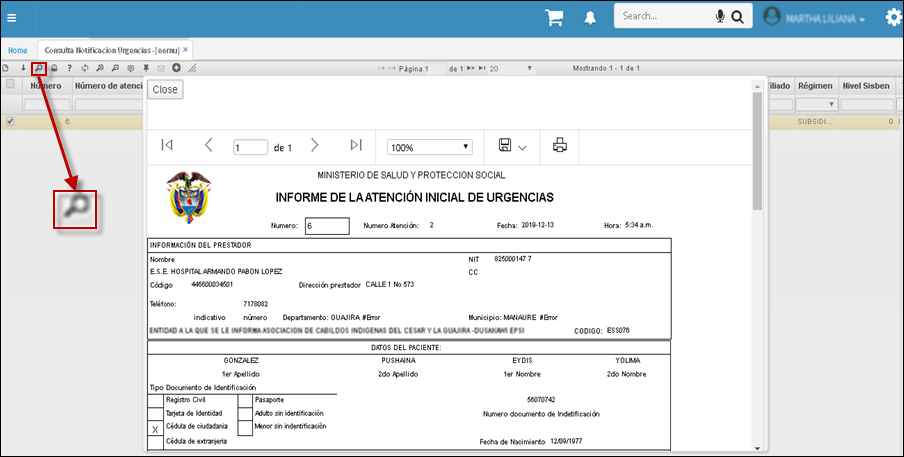 Search...
MARTHA LILIANA
Home Consulta Notificacion Urgencias - [eernu] ×
Página 1 de 1 20 Mostrando 1 - 1 de 1
Número Número de atenci filiado Régimen Nivel Sisben
6 SUBSIDI... 0
Close
1 de 1 100%
MINISTERIO DE SALUD Y PROTECCION SOCIAL
INFORME DE LA ATENCIÓN INICIAL DE URGENCIAS
Numero: 6 Numero Atención: 2 Fecha: 2019-12-13 Hora: 5:34 a.m.
INFORMACIÓN DEL PRESTADOR
Nombre NIT 825000147 7
E.S.E. HOSPITAL ARMANDO PABON LOPEZ CC
Código 445600034501 Dirección prestador CALLE 1 No 573
Teléfono: 7178082
indicativo número Departamento: GUAJIRA #Error Municipio: MANAURE #Error
ENTIDAD A LA QUE SE LE INFORMA ASOCIACION DE CABILDOS INDIGENAS DEL CESAR Y LA GUAJIRA -DUSAKAWI EPSI CODIGO: ESS076
DATOS DEL PACIENTE:
GONZALEZ PUSHAINA EYDIS YOLIMA
1er Apellido 2do Apellido 1er Nombre 2do Nombre
Tipo Documento de Identificación
Registro Civil Pasaporte 56070742
Tarjeta de Identidad Adulto sin identificación Numero documento de Indetificación
X Cédula de ciudadania Menor sin indentificación
Cédula de extranjeria Fecha de Nacimiento 12/09/1977